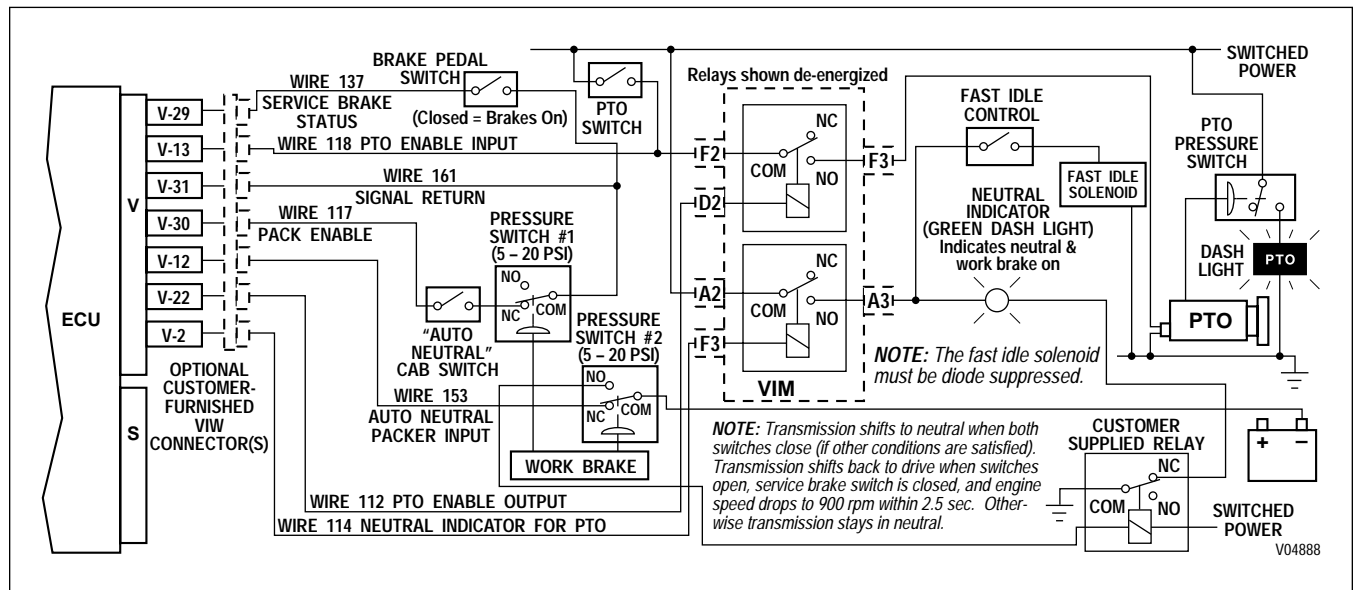 SWITCHED
POWER
BRAKE PEDAL
SWITCH
WIRE 137
SERVICE BRAKE
STATUS
(Closed = Brakes On)
PTO
SWITCH
Relays shown de-energized
FAST IDLE
CONTROL
PTO
PRESSURE
SWITCH
V-29
V-13
V-31
V-30
V-12
V-22
V-2
V
S
ECU
WIRE 118 PTO ENABLE INPUT
WIRE 161
SIGNAL RETURN
WIRE 117
PACK ENABLE
PRESSURE
SWITCH #1
(5 – 20 PSI)
NO
NC
COM
"AUTO
NEUTRAL"
CAB SWITCH
PRESSURE
SWITCH #2
(5 – 20 PSI)
NO
NC
COM
WORK BRAKE
OPTIONAL
CUSTOMER-
FURNISHED
VIW
CONNECTOR(S)
WIRE 153
AUTO NEUTRAL
PACKER INPUT
WIRE 112 PTO ENABLE OUTPUT
WIRE 114 NEUTRAL INDICATOR FOR PTO
F2
D2
A2
F3
NC
COM
NO
NC
COM
NO
F3
A3
VIM
FAST IDLE
SOLENOID
NEUTRAL
INDICATOR
(GREEN DASH LIGHT)
Indicates neutral &
work brake on
DASH
LIGHT
PTO
PTO
NOTE: The fast idle solenoid
must be diode suppressed.
NOTE: Transmission shifts to neutral when both
switches close (if other conditions are satisfied).
Transmission shifts back to drive when switches
open, service brake switch is closed, and engine
speed drops to 900 rpm within 2.5 sec. Other-
wise transmission stays in neutral.
CUSTOMER
SUPPLIED RELAY
NC
COM
NO
+ –
SWITCHED
POWER
V04888